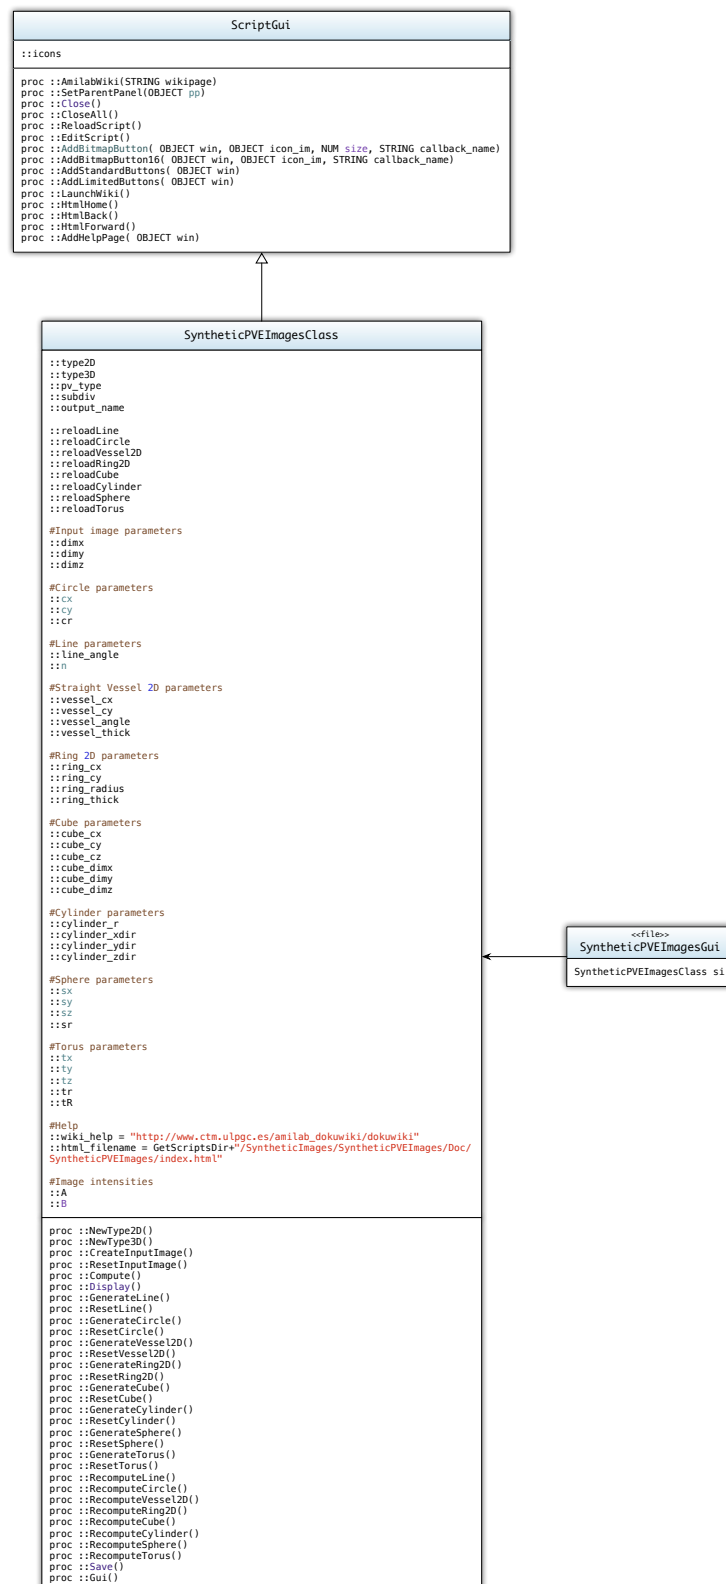 ScriptGui
::icons
proc ::AmilabWiki(STRING wikipage)
proc ::SetParentPanel(OBJECT pp)
proc ::Close()
proc ::CloseAll()
proc ::ReloadScript()
proc ::EditScript()
proc ::AddBitmapButton( OBJECT win, OBJECT icon_im, NUM size, STRING callback_name)
proc ::AddBitmapButton16( OBJECT win, OBJECT icon_im, STRING callback_name)
proc ::AddStandardButtons( OBJECT win)
proc ::AddLimitedButtons( OBJECT win)
proc ::LaunchWiki()
proc ::HtmlHome()
proc ::HtmlBack()
proc ::HtmlForward()
proc ::AddHelpPage( OBJECT win)
SyntheticPVEImagesClass
::type2D
::type3D
::pv_type
::subdiv
::output_name
::reloadLine
::reloadCircle
::reloadVessel2D
::reloadRing2D
::reloadCube
::reloadCylinder
::reloadSphere
::reloadTorus
#Input image parameters
::dimx
::dimy
::dimz
#Circle parameters
::cx
::cy
::cr
#Line parameters
::line_angle
::n
#Straight Vessel 2D parameters
::vessel_cx
::vessel_cy
::vessel_angle
::vessel_thick
#Ring 2D parameters
::ring_cx
::ring_cy
::ring_radius
::ring_thick
#Cube parameters
::cube_cx
::cube_cy
::cube_cz
::cube_dimx
::cube_dimy
::cube_dimz
#Cylinder parameters
::cylinder_r
::cylinder_xdir
::cylinder_ydir
::cylinder_zdir
#Sphere parameters
::sx
::sy
::sz
::sr
#Torus parameters
::tx
::ty
::tz
::tr
::tR
#Help
::wiki_help = "http://www.ctm.ulpgc.es/amilab_dokuwiki/dokuwiki"
::html_filename = GetScriptsDir+"/SyntheticImages/SyntheticPVEImages/Doc/
SyntheticPVEImages/index.html"
#Image intensities
::A
::B
proc ::NewType2D()
proc ::NewType3D()
proc ::CreateInputImage()
proc ::ResetInputImage()
proc ::Compute()
proc ::Display()
proc ::GenerateLine()
proc ::ResetLine()
proc ::GenerateCircle()
proc ::ResetCircle()
proc ::GenerateVessel2D()
proc ::ResetVessel2D()
proc ::GenerateRing2D()
proc ::ResetRing2D()
proc ::GenerateCube()
proc ::ResetCube()
proc ::GenerateCylinder()
proc ::ResetCylinder()
proc ::GenerateSphere()
proc ::ResetSphere()
proc ::GenerateTorus()
proc ::ResetTorus()
proc ::RecomputeLine()
proc ::RecomputeCircle()
proc ::RecomputeVessel2D()
proc ::RecomputeRing2D()
proc ::RecomputeCube()
proc ::RecomputeCylinder()
proc ::RecomputeSphere()
proc ::RecomputeTorus()
proc ::Save()
proc ::Gui()
<<file>>
SyntheticPVEImagesGui
SyntheticPVEImagesClass si